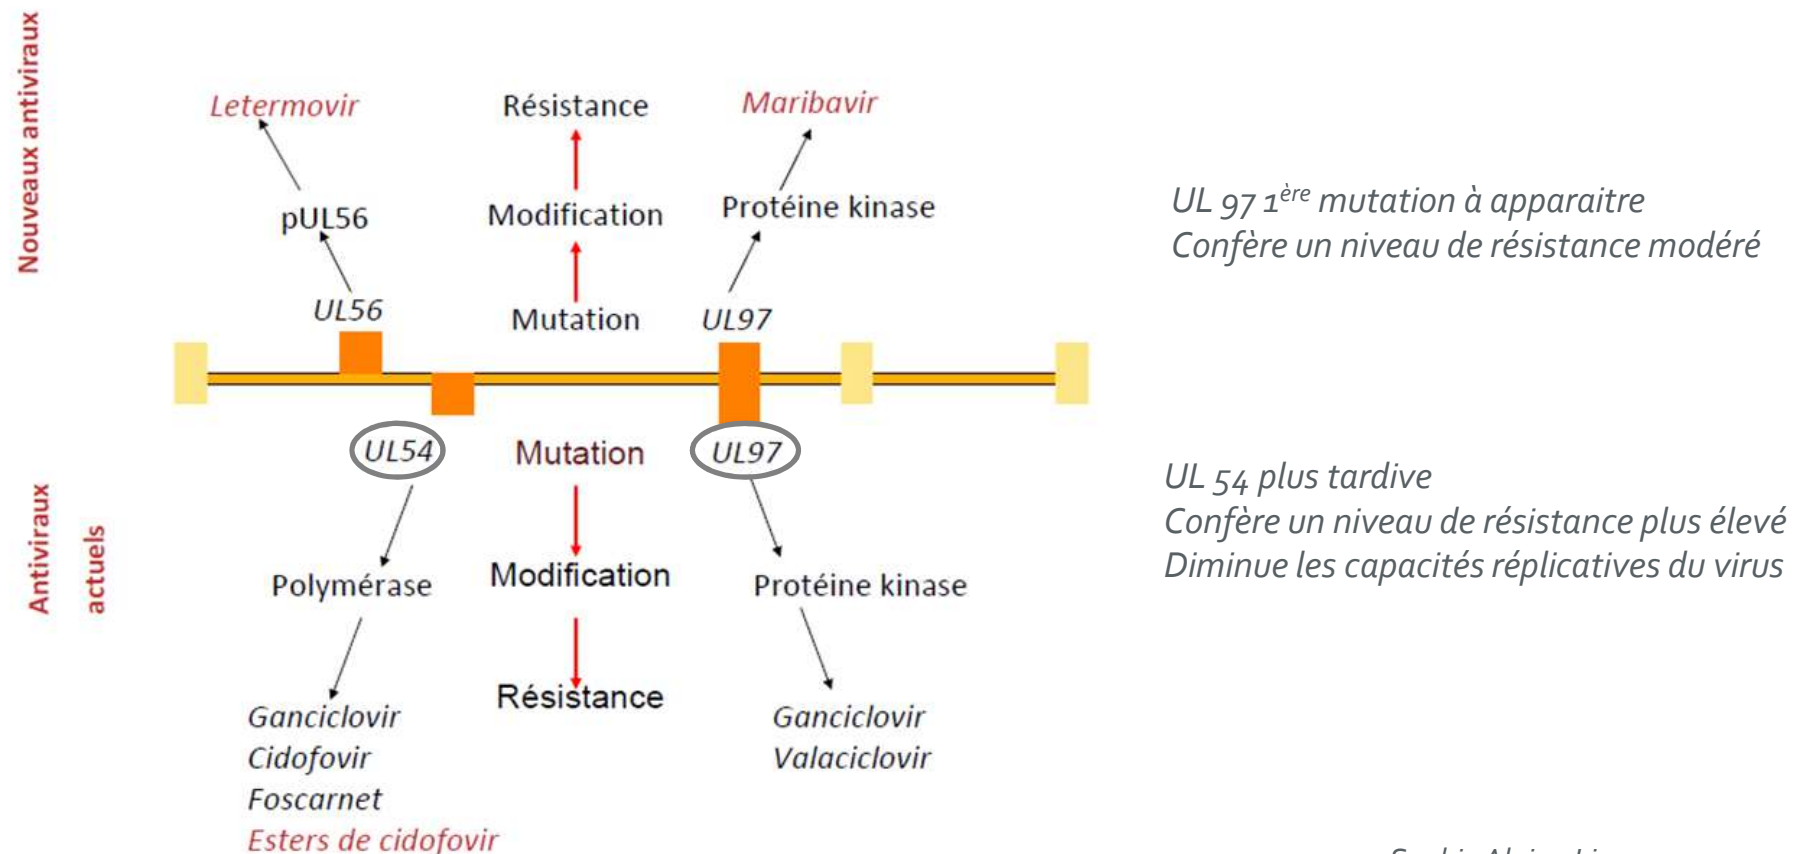 Nouveaux antiviraux
Letermovir
Résistance
Maribavir
pUL56
Modification
Protéine kinase
UL56
Mutation
UL97
UL 97 1ère mutation à apparaitre
Confère un niveau de résistance modéré
Antiviraux
actuels
UL54
Mutation
UL97
Polymérase
Modification
Protéine kinase
Résistance
Ganciclovir
Cidofovir
Foscarnet
Esters de cidofovir
Ganciclovir
Valaciclovir
UL 54 plus tardive
Confère un niveau de résistance plus élevé
Diminue les capacités réplicatives du virus